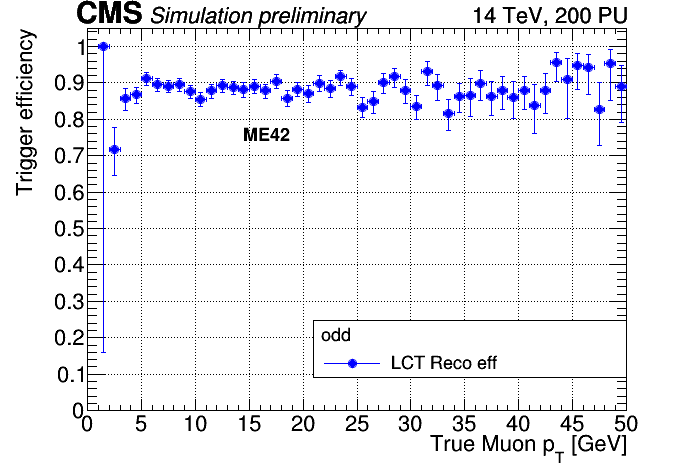 CMS Simulation preliminary 14 TeV, 200 PU
Trigger efficiency
1
0.9
0.8
0.7
0.6
0.5
0.4
0.3
0.2
0.1
0
ME42
odd
LCT Reco eff
0 5 10 15 20 25 30 35 40 45 50
True Muon p_T [GeV]